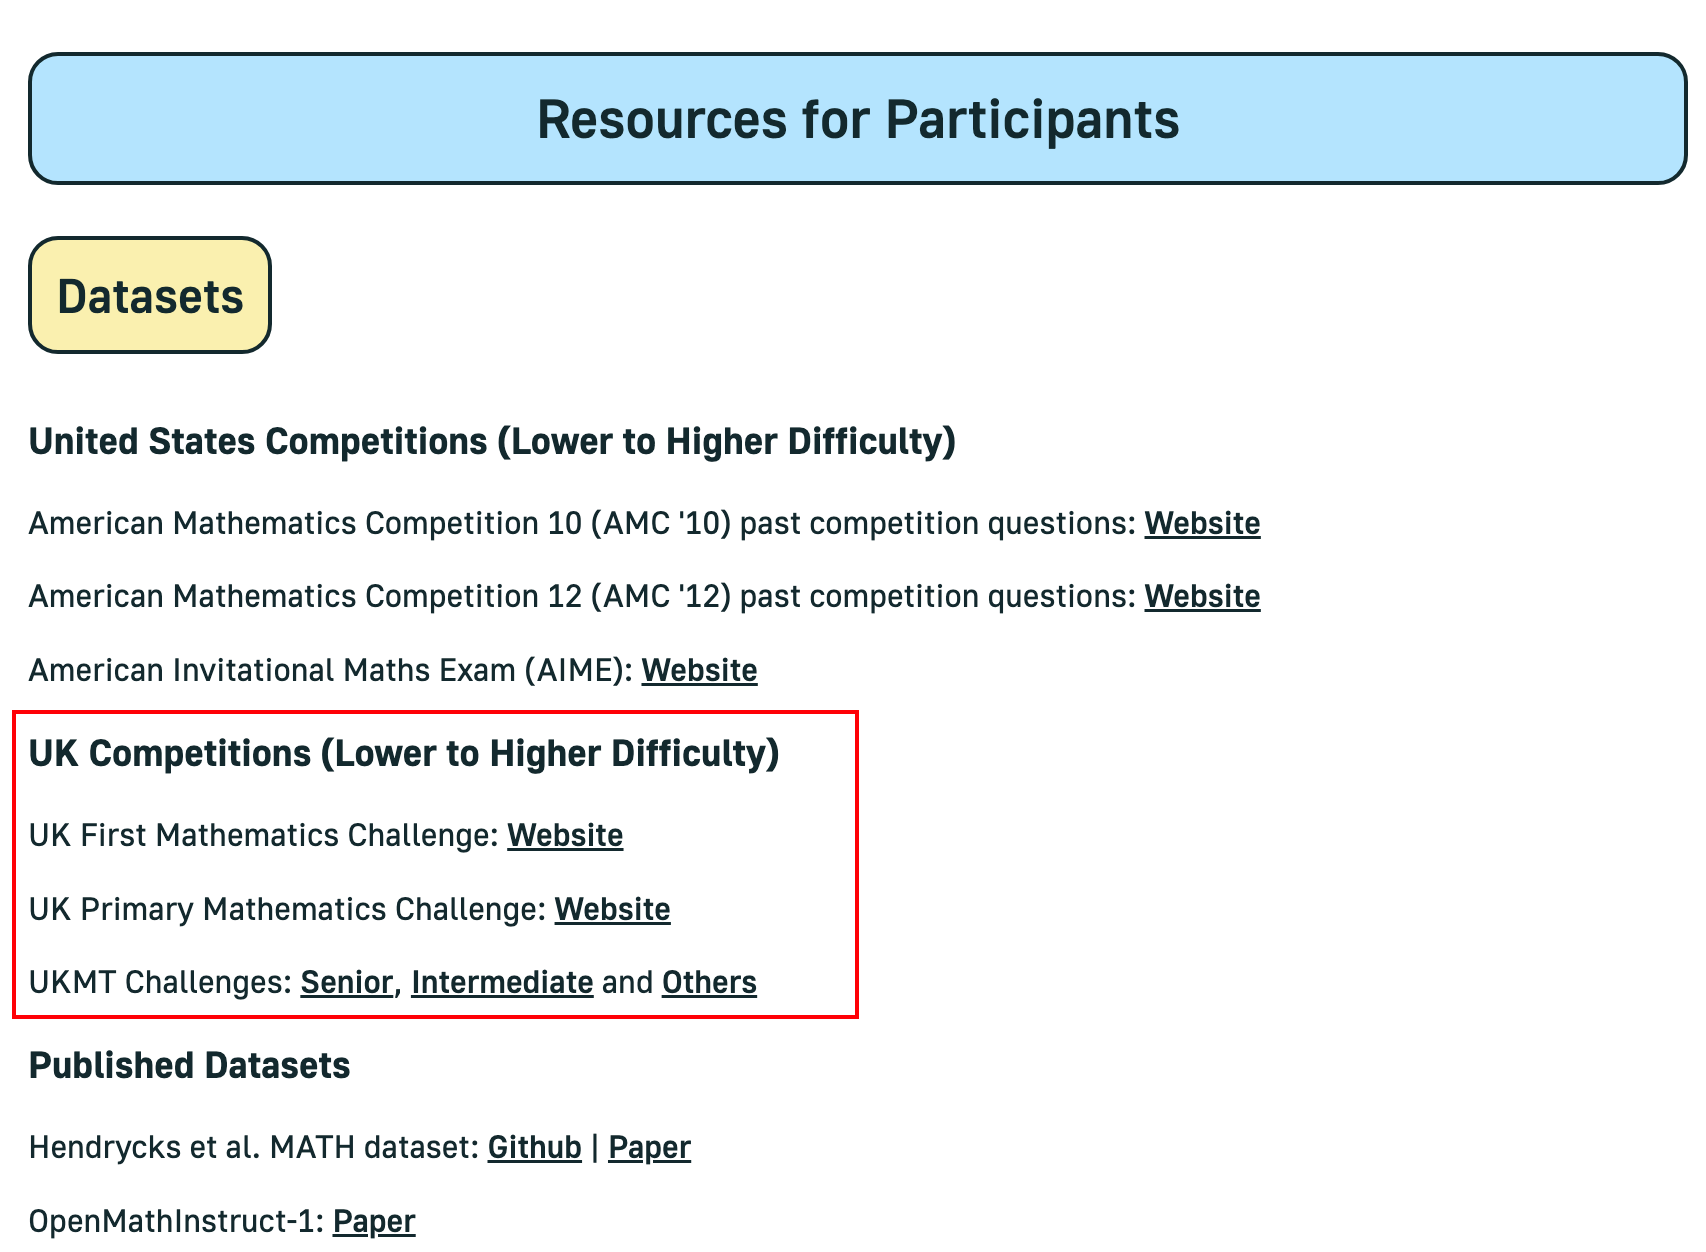 Resources for Participants
Datasets
United States Competitions (Lower to Higher Difficulty)
American Mathematics Competition 10 (AMC '10) past competition questions: Website
American Mathematics Competition 12 (AMC '12) past competition questions: Website
American Invitational Maths Exam (AIME): Website
UK Competitions (Lower to Higher Difficulty)
UK First Mathematics Challenge: Website
UK Primary Mathematics Challenge: Website
UKMT Challenges: Senior, Intermediate and Others
Published Datasets
Hendrycks et al. MATH dataset: Github | Paper
OpenMathInstruct-1: Paper